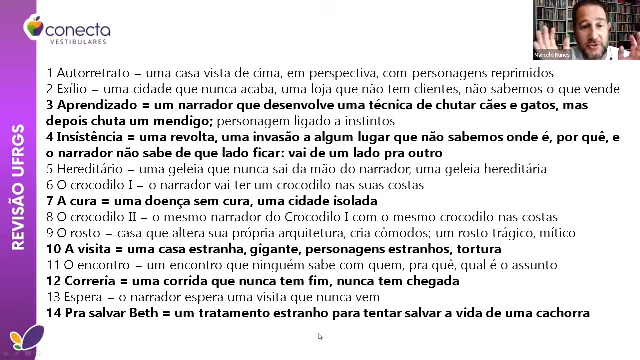 conecta
VESTIBULARES
Marcelo Nunes
REVISÃO UFRGS
1 Autorretrato = uma casa vista de cima, em perspectiva, com personagens reprimidos
2 Exílio = uma cidade que nunca acaba, uma loja que não tem clientes, não sabemos o que vende
3 Aprendizado = um narrador que desenvolve uma técnica de chutar cães e gatos, mas
depois chuta um mendigo; personagem ligado a instintos
4 Insistência = uma revolta, uma invasão a algum lugar que não sabemos onde é, por quê, e
o narrador não sabe de que lado ficar: vai de um lado pra outro
5 Hereditário = uma geleia que nunca sai da mão do narrador, uma geleia hereditária
6 O crocodilo I = o narrador vai ter um crocodilo nas suas costas
7 A cura = uma doença sem cura, uma cidade isolada
8 O crocodilo II = o mesmo narrador do Crocodilo I com o mesmo crocodilo nas costas
9 O rosto = casa que altera sua própria arquitetura, cria cômodos; um rosto trágico, mítico
10 A visita = uma casa estranha, gigante, personagens estranhos, tortura
11 O encontro = um encontro que ninguém sabe com quem, pra quê, qual é o assunto
12 Correría = uma corrida que nunca tem fim, nunca tem chegada
13 Espera = o narrador espera uma visita que nunca vem
14 Pra salvar Beth = um tratamento estranho para tentar salvar a vida de uma cachorra